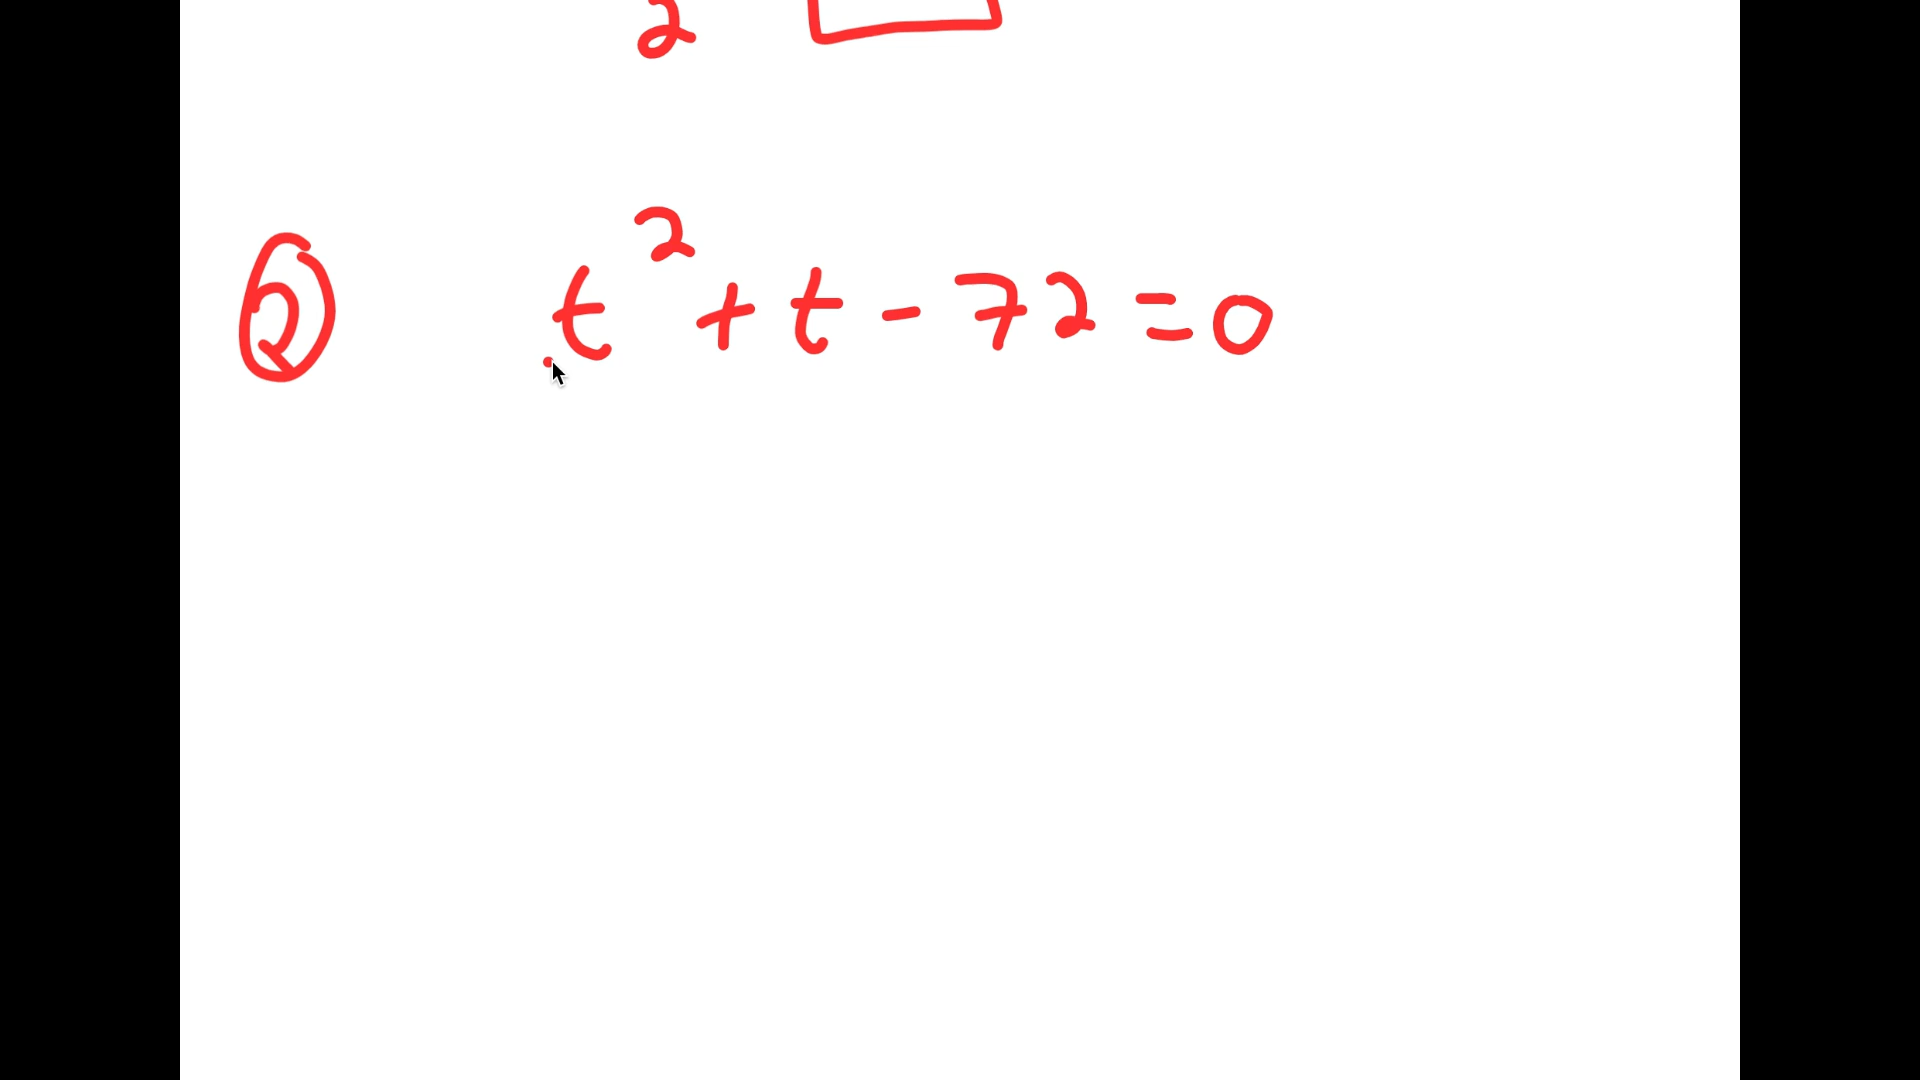 2
② t² + t - 72 = 0